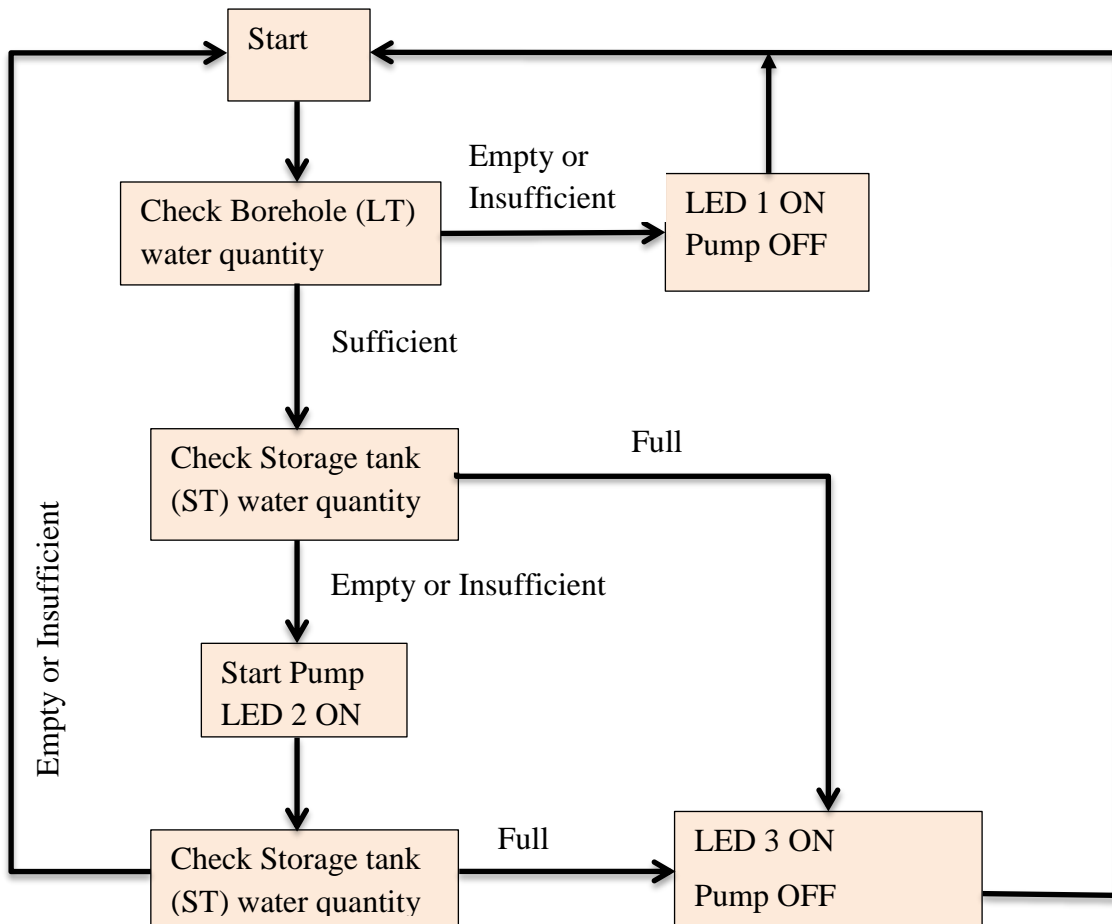 Start
Empty or
Insufficient
Check Borehole (LT)
water quantity
LED 1 ON
Pump OFF
Sufficient
Check Storage tank
(ST) water quantity
Full
Empty or Insufficient
Empty or Insufficient
Start Pump
LED 2 ON
Check Storage tank
(ST) water quantity
Full
LED 3 ON
Pump OFF